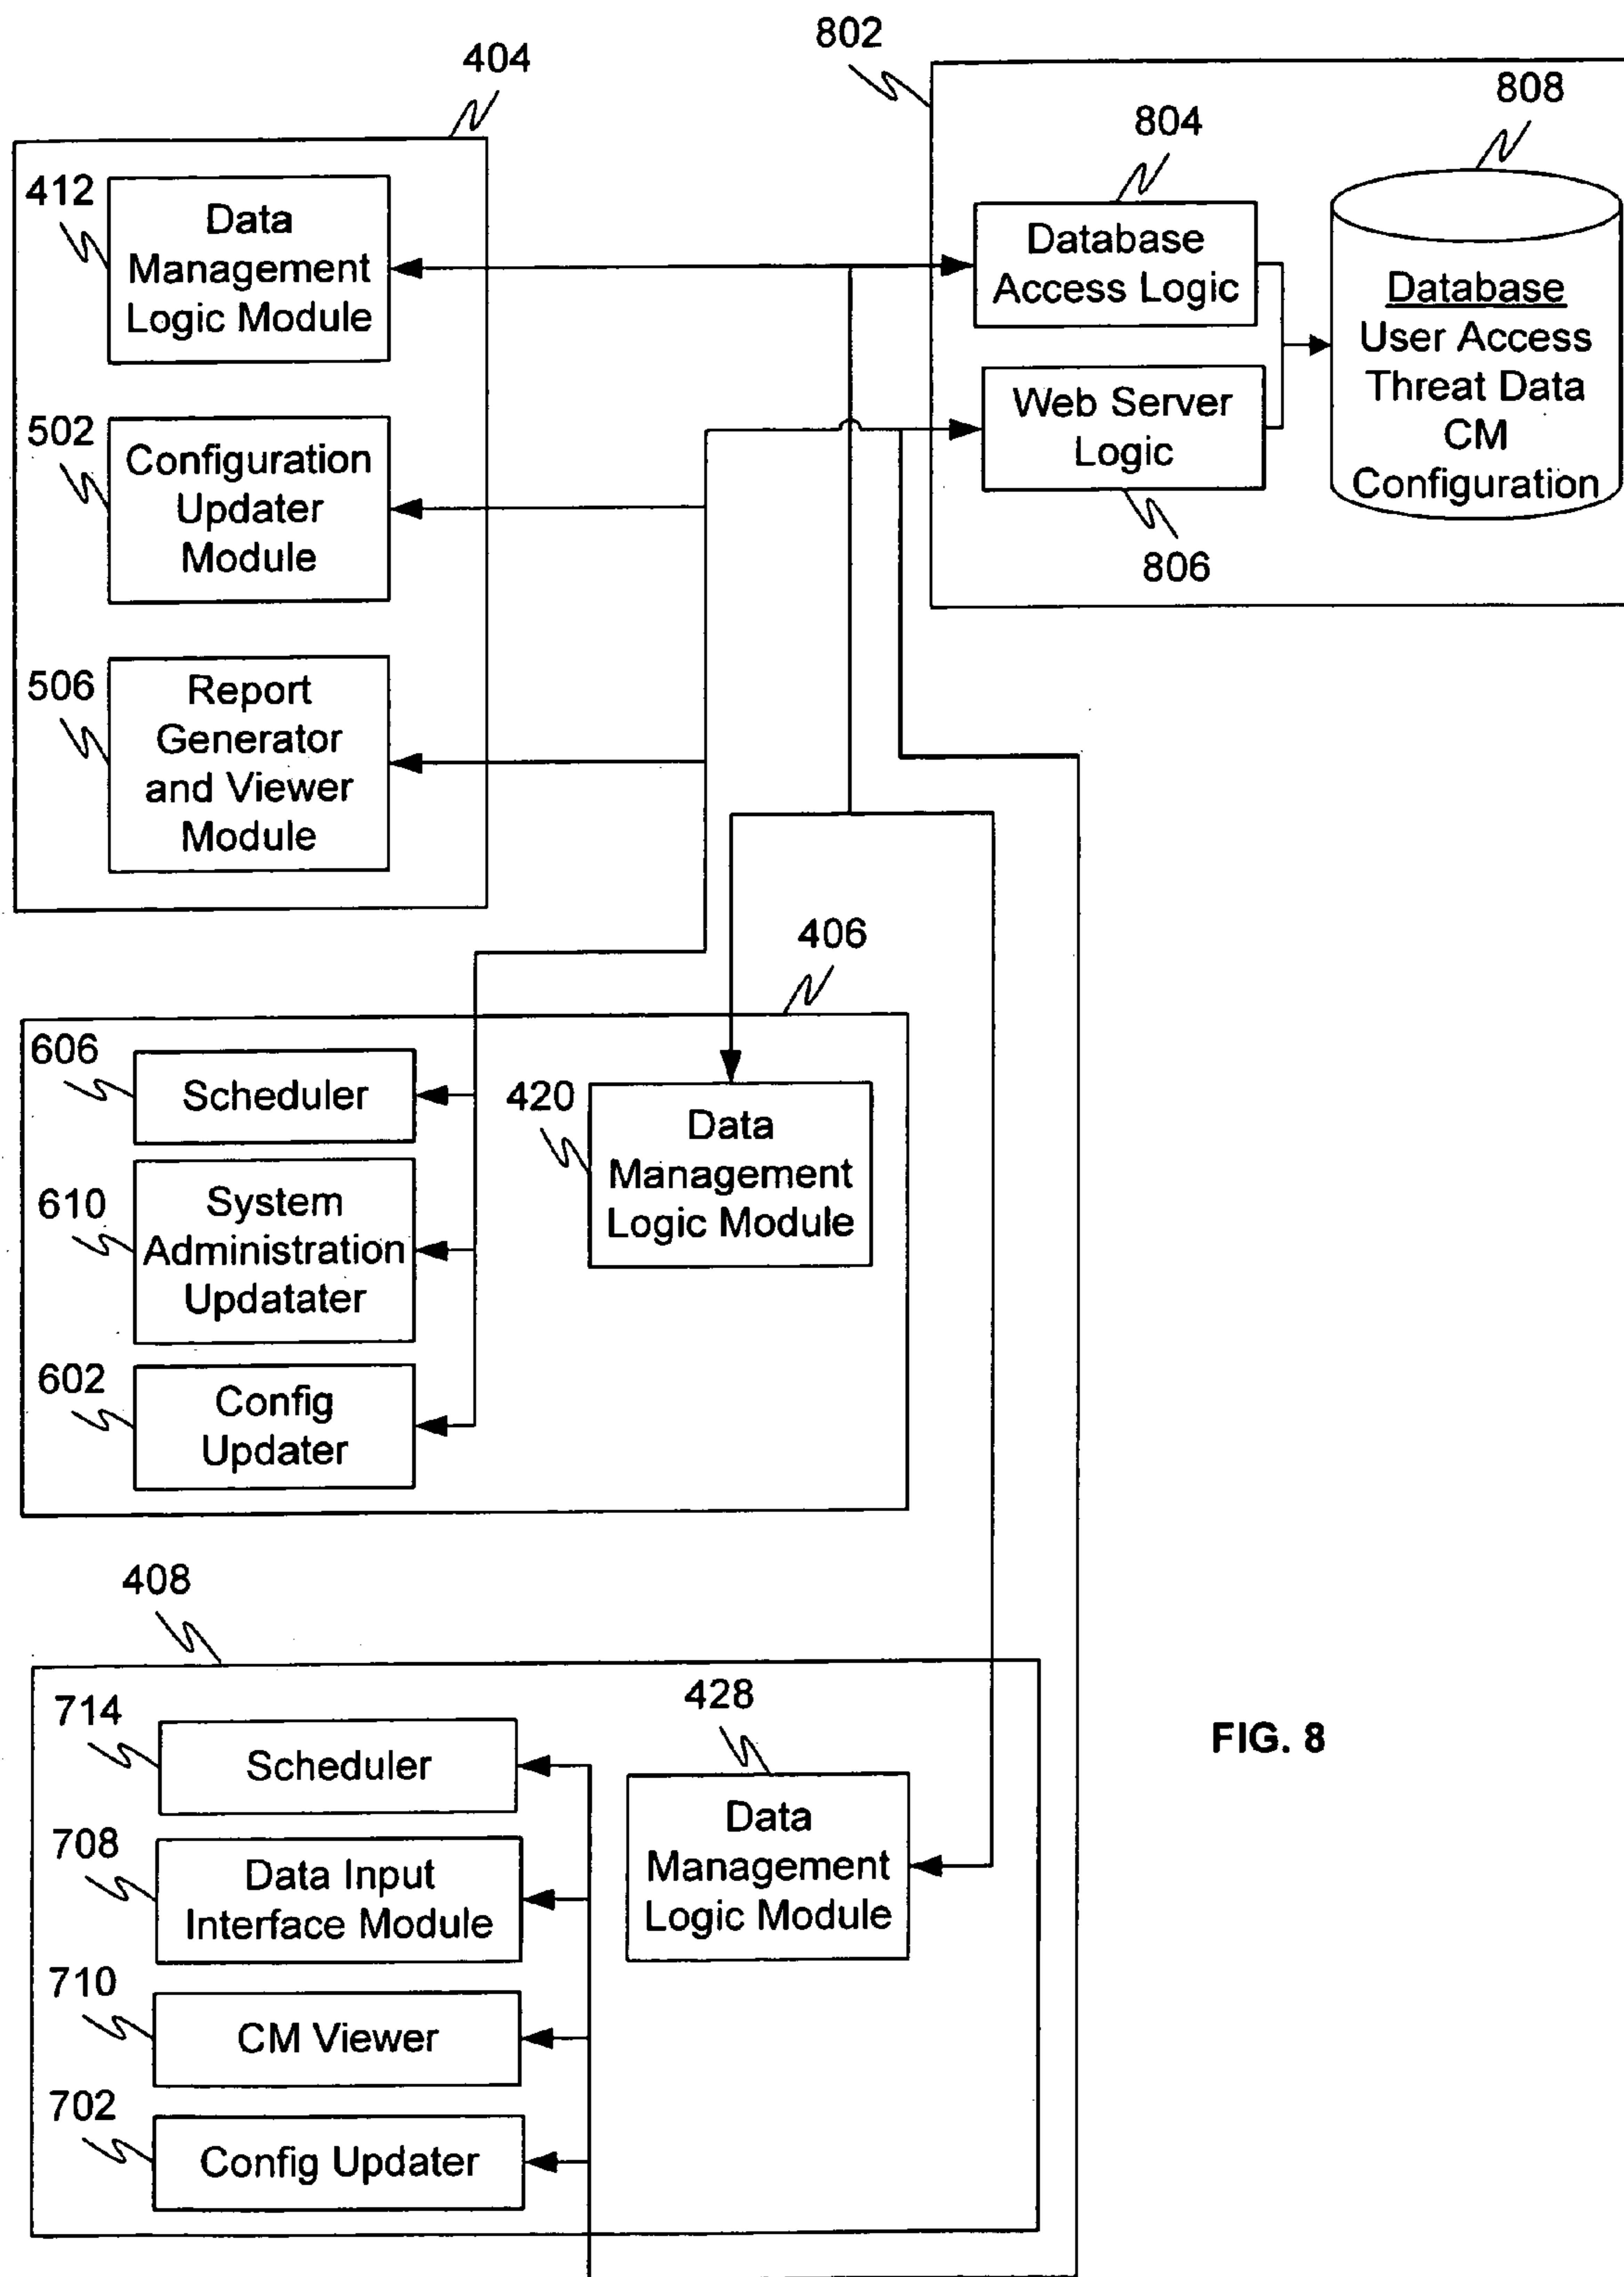 404
412
Data
Management
Logic Module
502
Configuration
Updater
Module
506
Report
Generator
and Viewer
Module
802
804
Database
Access Logic
Web Server
Logic
806
808
Database
User Access
Threat Data
CM
Configuration
406
606
Scheduler
610
System
Administration
Updatater
602
Config
Updater
420
Data
Management
Logic Module
408
714
Scheduler
708
Data Input
Interface Module
710
CM Viewer
702
Config Updater
428
Data
Management
Logic Module
FIG. 8